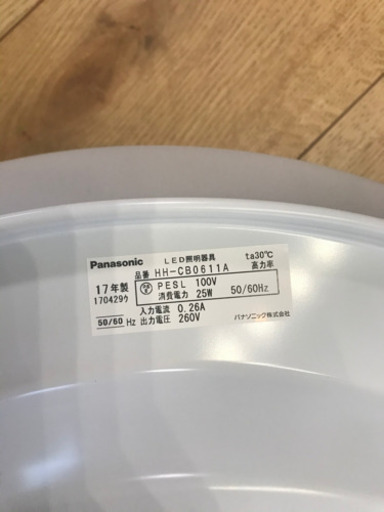 Panasonic LED照明器具 ta30℃
品番 HH-CB0611A 高力率
17年製 PESL 100V
170429ウ 消費電力 25W 50/60Hz
入力電流 0.26A
50/60 Hz 出力電圧 260V パナソニック株式会社